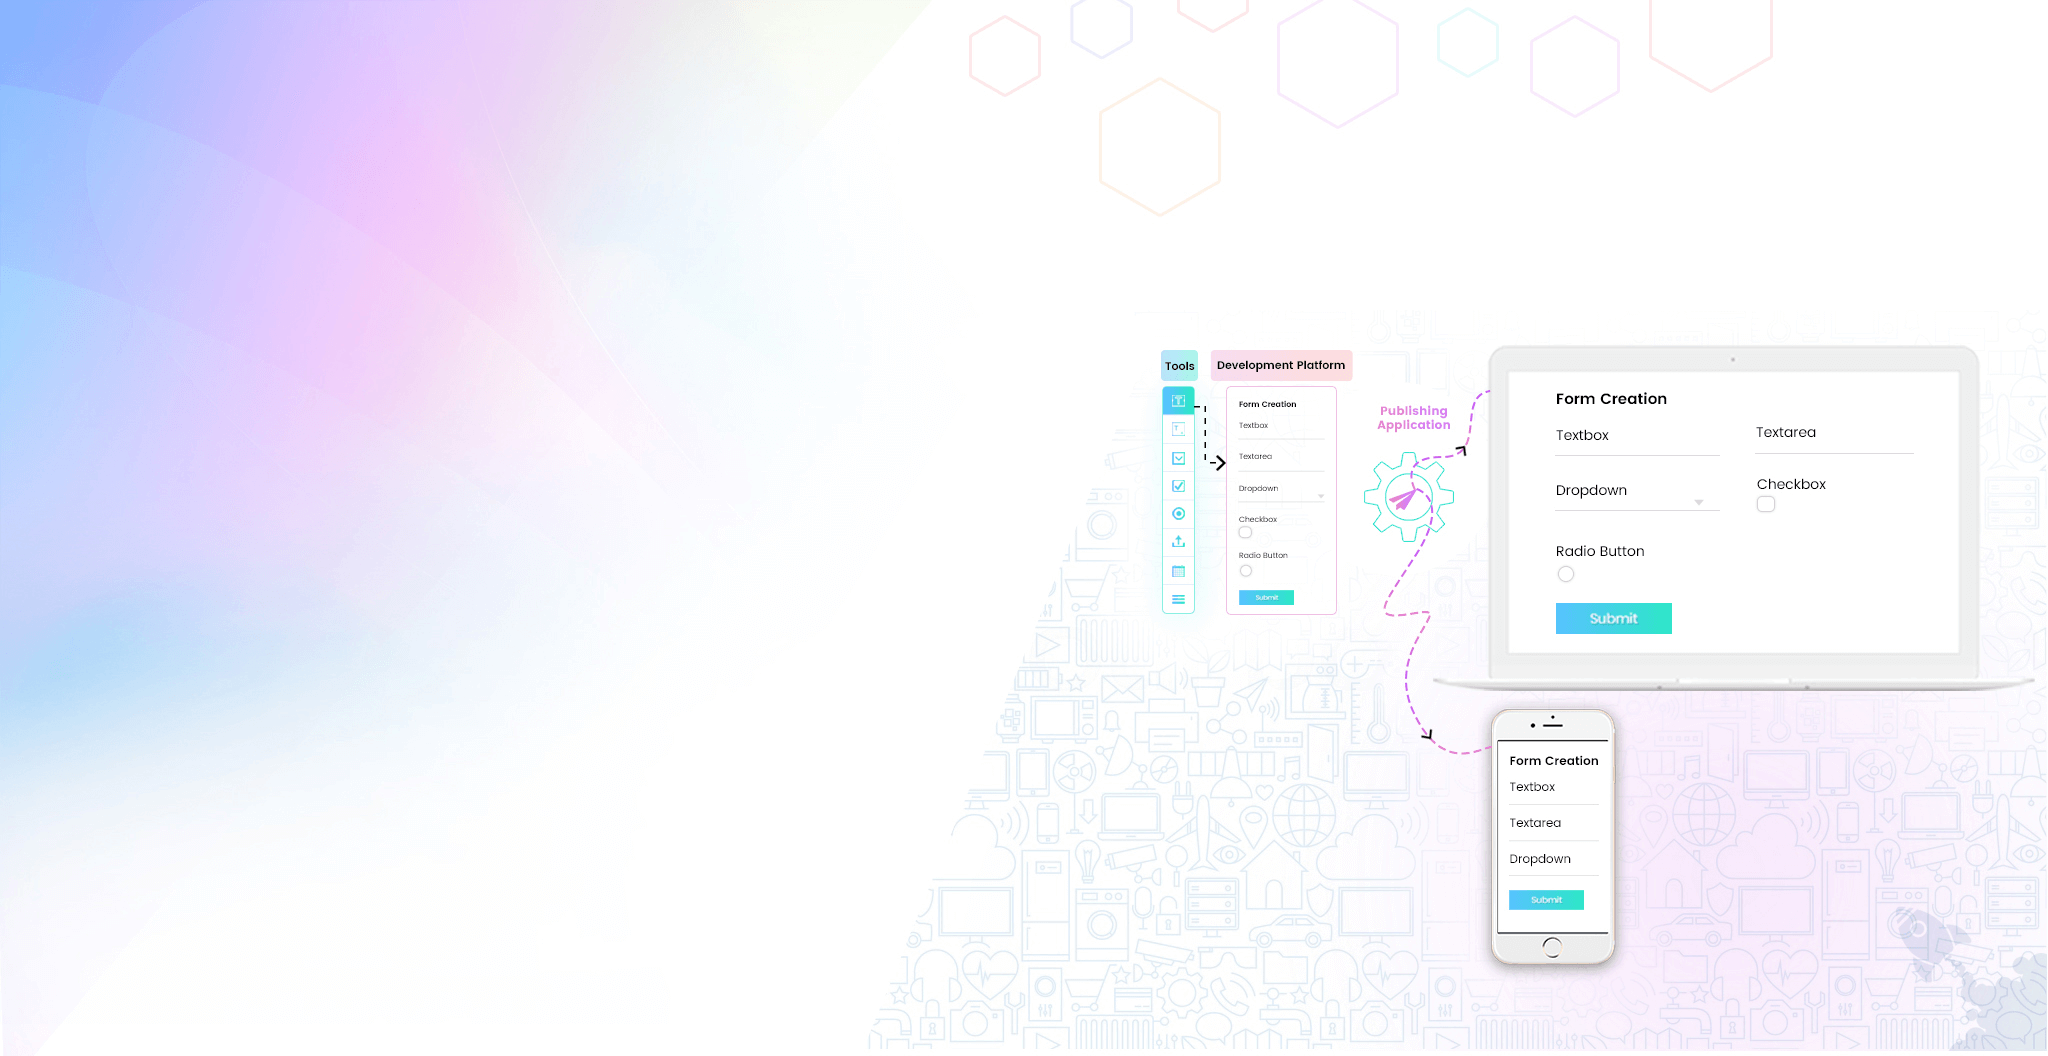 Tools
Development Platform
Form Creation
Textbox
Textarea
Dropdown
Checkbox
Radio Button
Submit
Publishing
Application
Form Creation
Textbox
Textarea
Dropdown
Checkbox
Radio Button
Submit
Form Creation
Textbox
Textarea
Dropdown
Submit